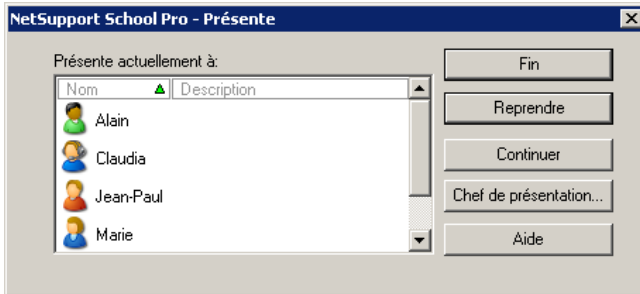 NetSupport School Pro - Présente
Présente actuellement à:
Nom Description
Alain
Claudia
Jean-Paul
Marie
Fin
Reprendre
Continuer
Chef de présentation...
Aide